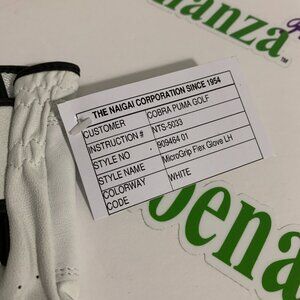 enanza
THE NAIGAI CORPORATION SINCE 1954
CUSTOMER COBRA PUMA GOLF
INSTRUCTION # NTS-5033
STYLE NO 909464 01
STYLE NAME MicroGrip Flex Glove LH
COLORWAY WHITE
CODE
benanz